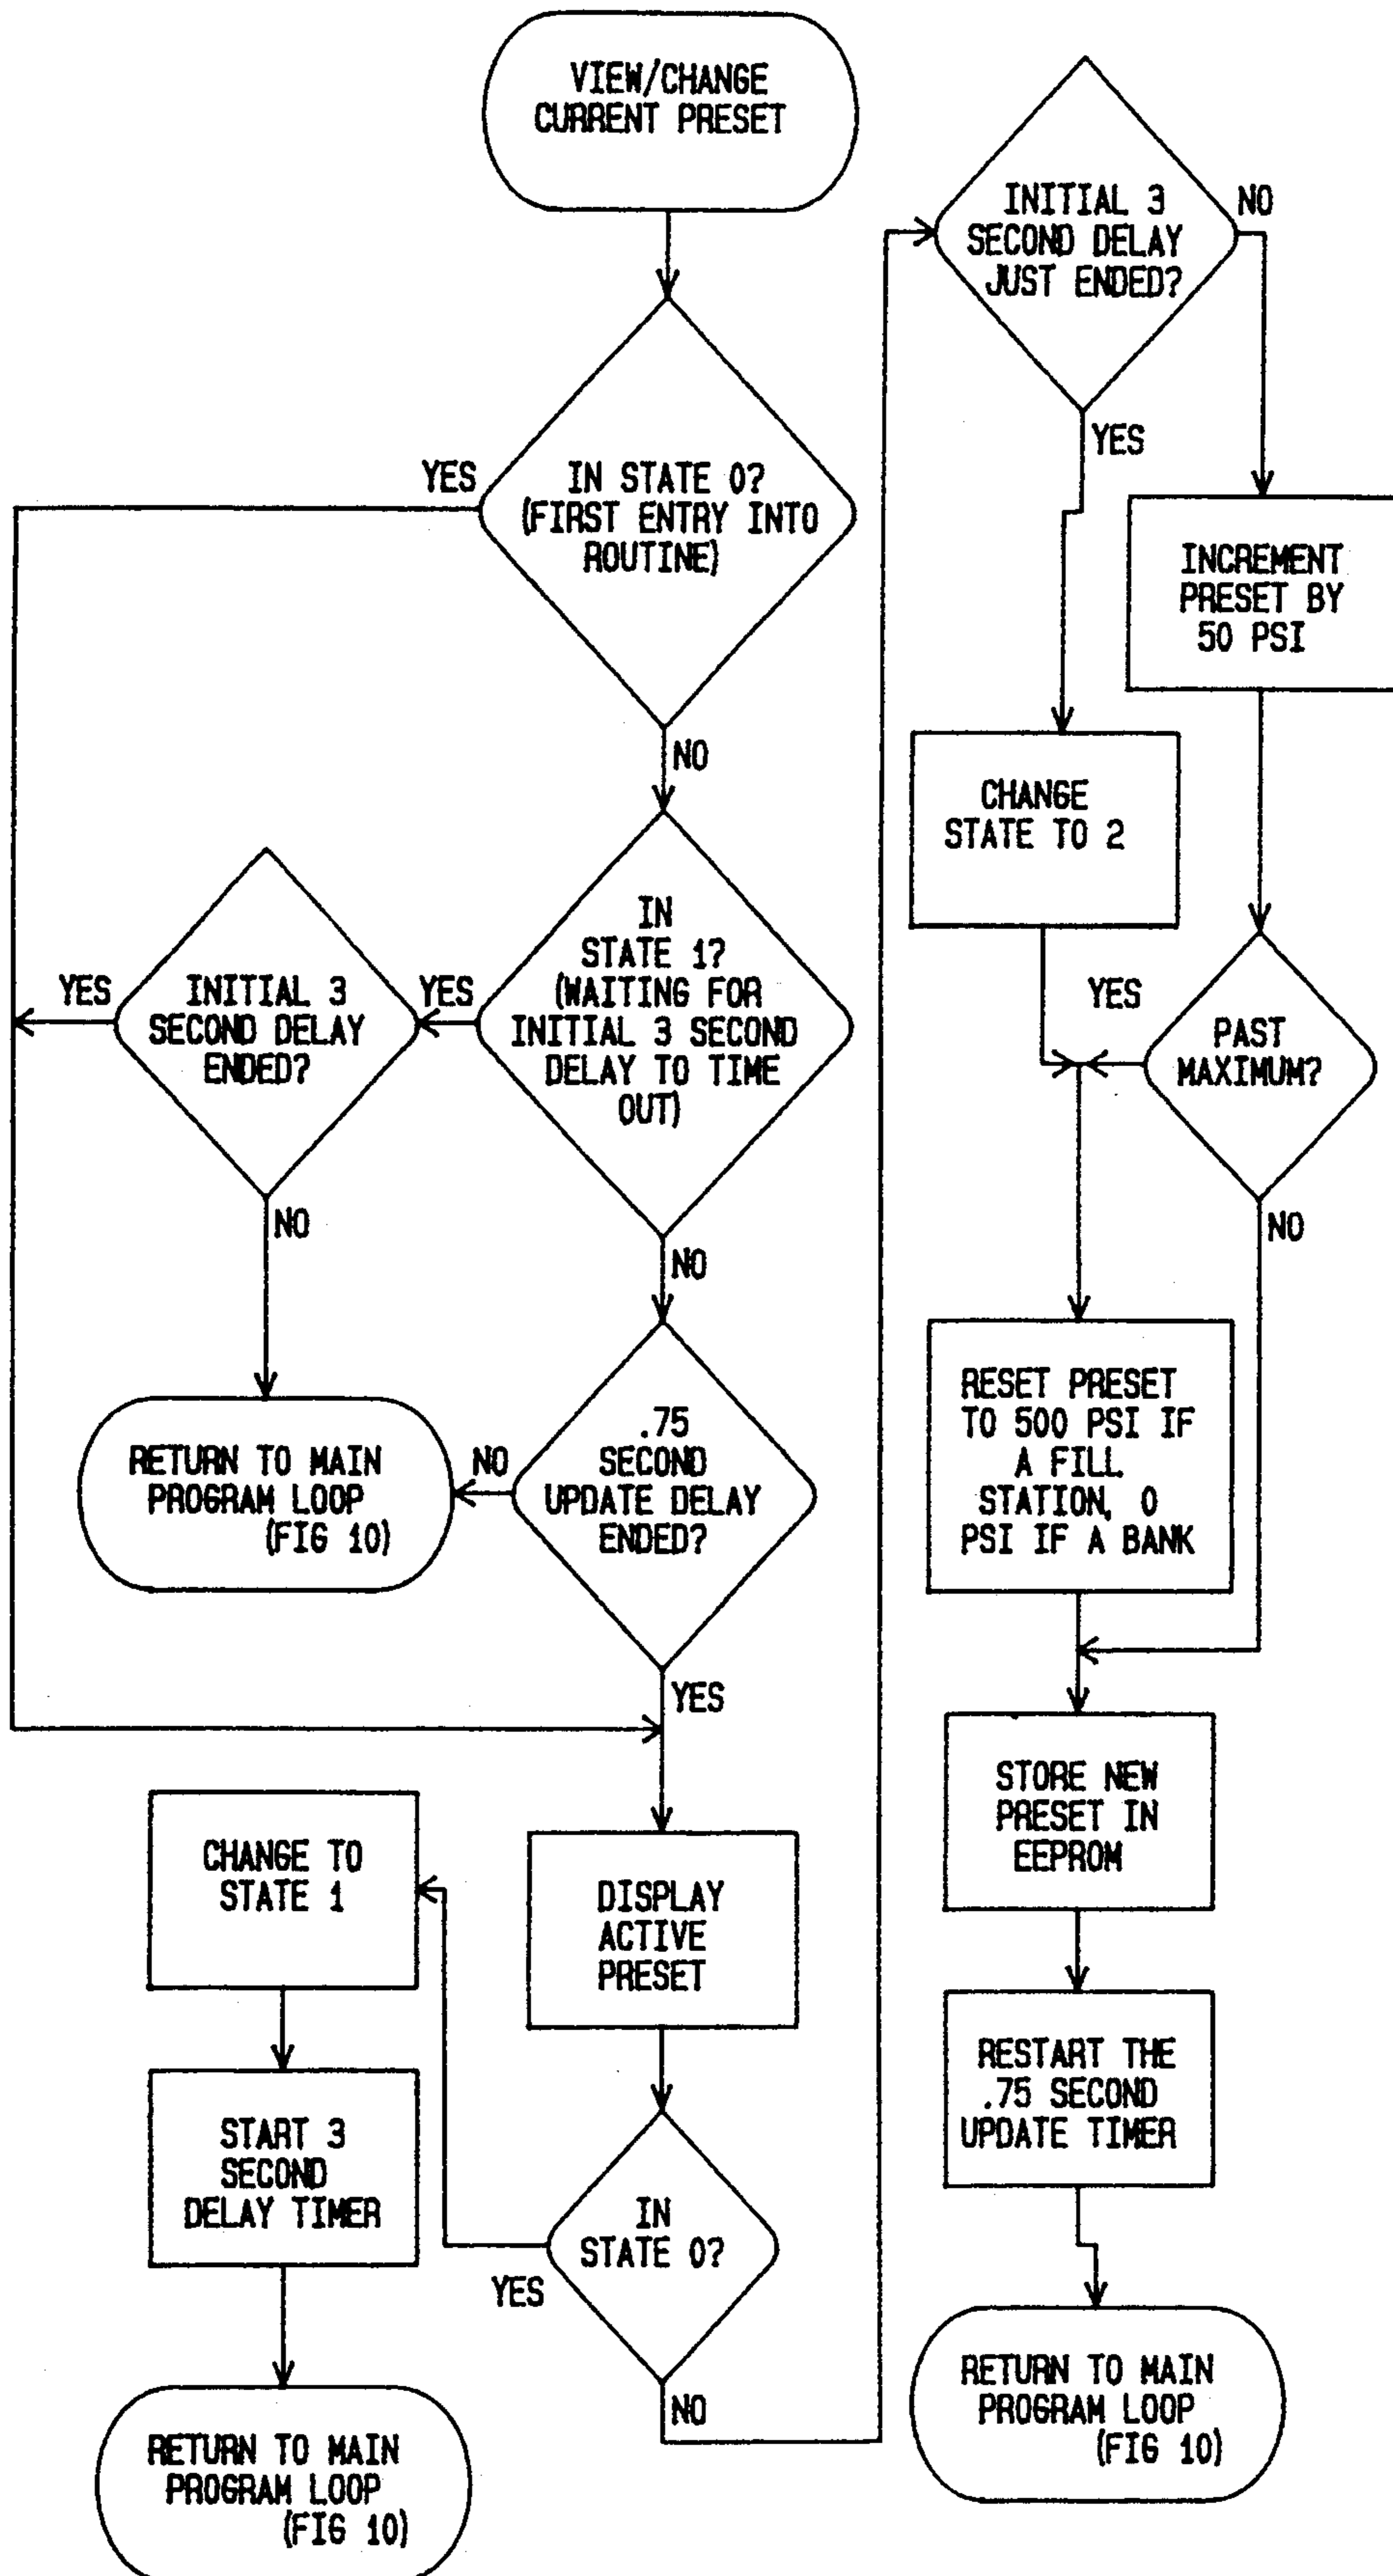 VIEW/CHANGE
CURRENT PRESET
IN STATE 0?
(FIRST ENTRY INTO
ROUTINE)
YES
NO
IN
STATE 1?
(WAITING FOR
INITIAL 3 SECOND
DELAY TO TIME
OUT)
YES
NO
INITIAL 3
SECOND DELAY
ENDED?
YES
NO
.75
SECOND
UPDATE DELAY
ENDED?
NO
YES
RETURN TO MAIN
PROGRAM LOOP
(FIG 10)
DISPLAY
ACTIVE
PRESET
IN
STATE 0?
YES
NO
CHANGE TO
STATE 1
START 3
SECOND
DELAY TIMER
RETURN TO MAIN
PROGRAM LOOP
(FIG 10)
INITIAL 3
SECOND DELAY
JUST ENDED?
NO
YES
INCREMENT
PRESET BY
50 PSI
CHANGE
STATE TO 2
PAST
MAXIMUM?
YES
NO
RESET PRESET
TO 500 PSI IF
A FILL
STATION, 0
PSI IF A BANK
STORE NEW
PRESET IN
EEPROM
RESTART THE
.75 SECOND
UPDATE TIMER
RETURN TO MAIN
PROGRAM LOOP
(FIG 10)